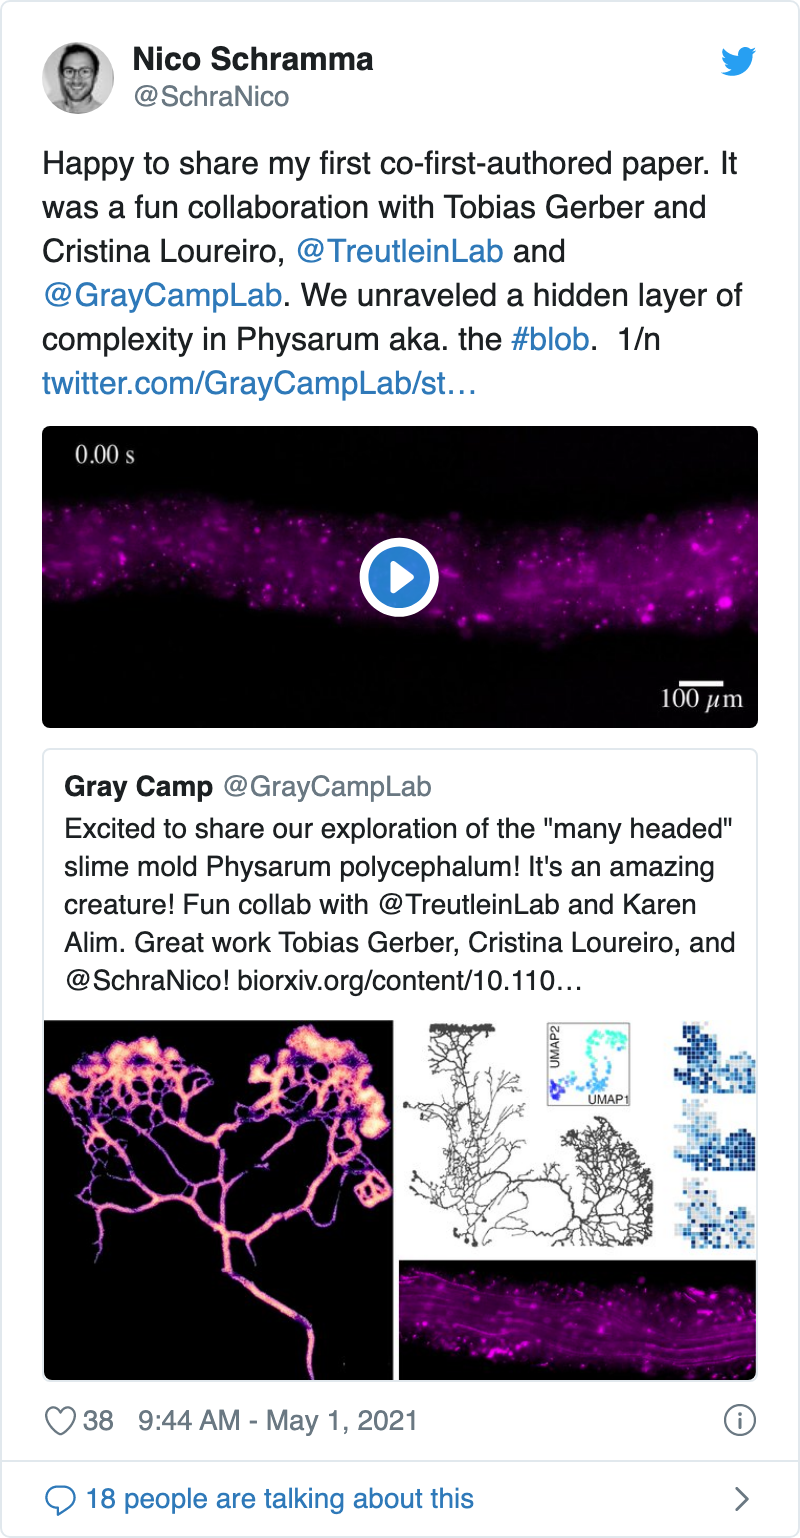 Nico Schramma
@SchraNico
Happy to share my first co-first-authored paper. It
was a fun collaboration with Tobias Gerber and
Cristina Loureiro, @TreutleinLab and
@GrayCampLab. We unraveled a hidden layer of
complexity in Physarum aka. the #blob.  1/n
twitter.com/GrayCampLab/st…
0.00 s
100 µm
Gray Camp @GrayCampLab
Excited to share our exploration of the "many headed"
slime mold Physarum polycephalum! It's an amazing
creature! Fun collab with @TreutleinLab and Karen
Alim. Great work Tobias Gerber, Cristina Loureiro, and
@SchraNico! biorxiv.org/content/10.110…
UMAP2
UMAP1
38 9:44 AM - May 1, 2021
18 people are talking about this